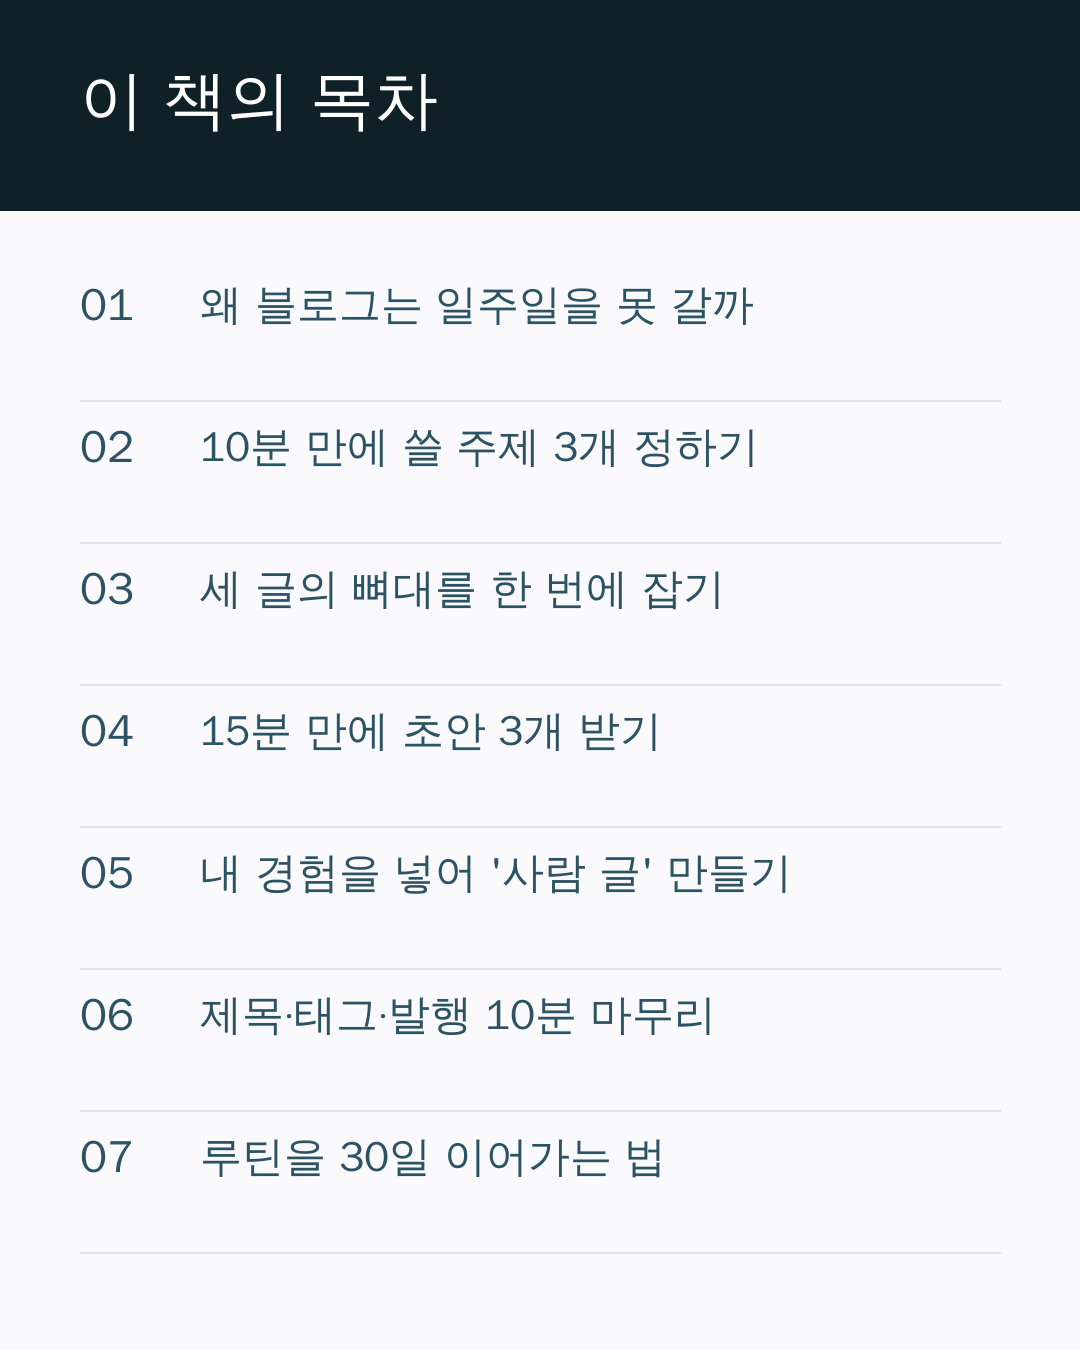 이 책의 목차
01 왜 블로그는 일주일을 못 갈까
02 10분 만에 쓸 주제 3개 정하기
03 세 글의 뼈대를 한 번에 잡기
04 15분 만에 초안 3개 받기
05 내 경험을 넣어 '사람 글' 만들기
06 제목·태그·발행 10분 마무리
07 루틴을 30일 이어가는 법